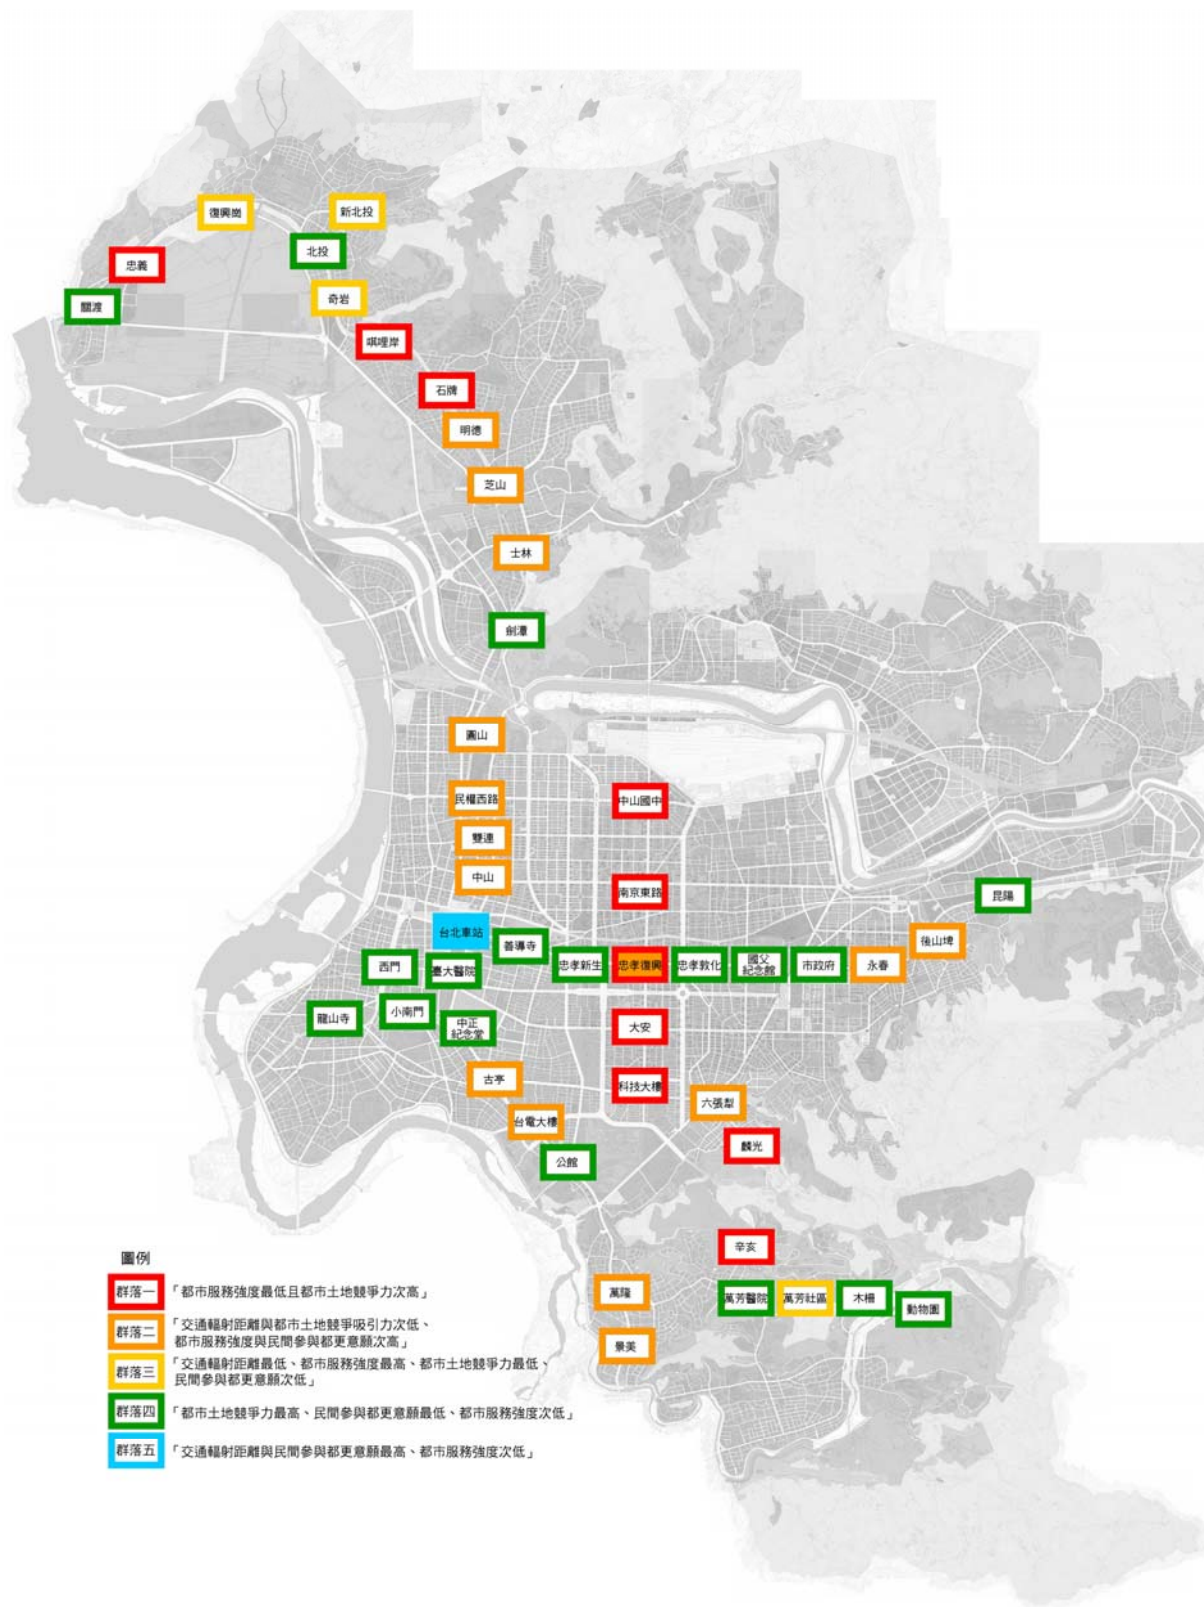 復興崗
新北投
北投
忠義
關渡
奇岩
唭哩岸
石牌
明德
芝山
士林
劍潭
圓山
民權西路
中山國中
雙連
中山
南京東路
昆陽
台北車站
善導寺
後山埤
西門
臺大醫院
忠孝新生
忠孝復興
忠孝敦化
國父
紀念館
市政府
永春
龍山寺
小南門
中正
紀念堂
大安
古亭
科技大樓
六張犁
台電大樓
麟光
公館
辛亥
萬隆
萬芳醫院
萬芳社區
木柵
動物園
景美
圖例
群落一 「都市服務強度最低且都市土地競爭力次高」
群落二 「交通輻射距離與都市土地競爭吸引力次低、
都市服務強度與民間參與都更意願次高」
群落三 「交通輻射距離最低、都市服務強度最高、都市土地競爭力最低、
民間參與都更意願次低」
群落四 「都市土地競爭力最高、民間參與都更意願最低、都市服務強度次低」
群落五 「交通輻射距離與民間參與都更意願最高、都市服務強度次低」